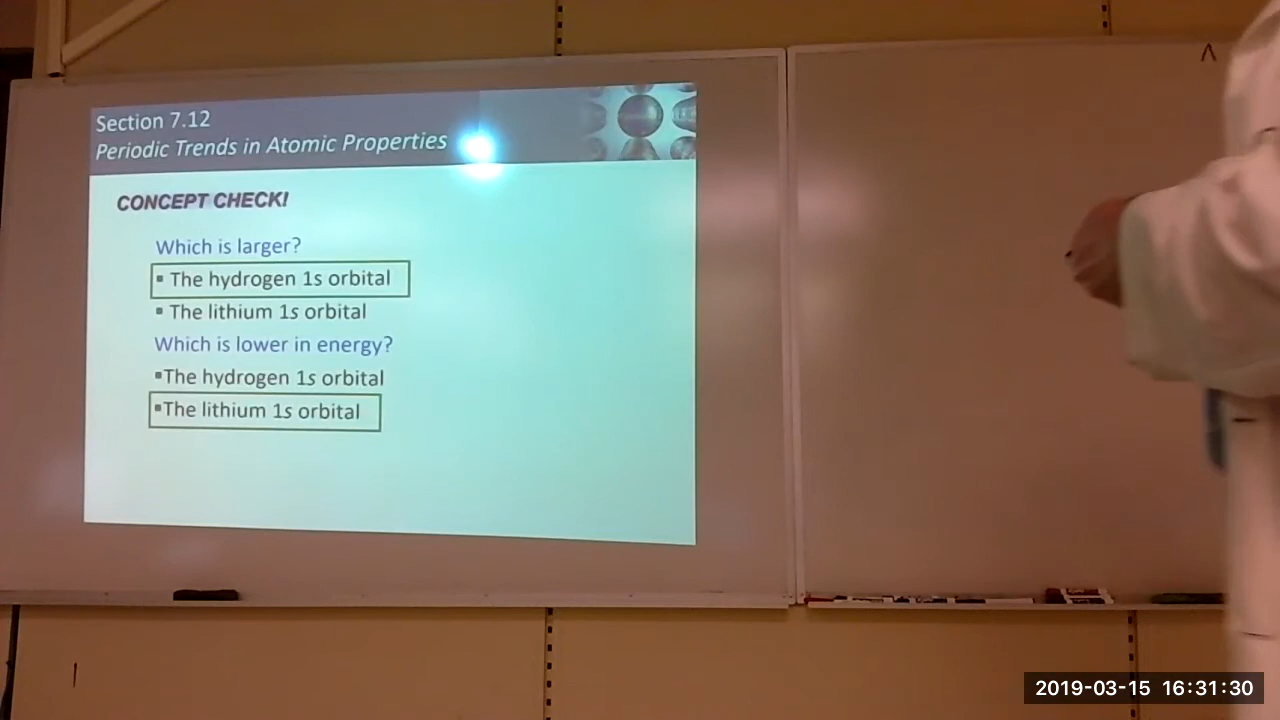 Section 7.12
Periodic Trends in Atomic Properties
CONCEPT CHECK!
Which is larger?
▪ The hydrogen 1s orbital
▪ The lithium 1s orbital
Which is lower in energy?
▪The hydrogen 1s orbital
▪The lithium 1s orbital
2019-03-15 16:31:30